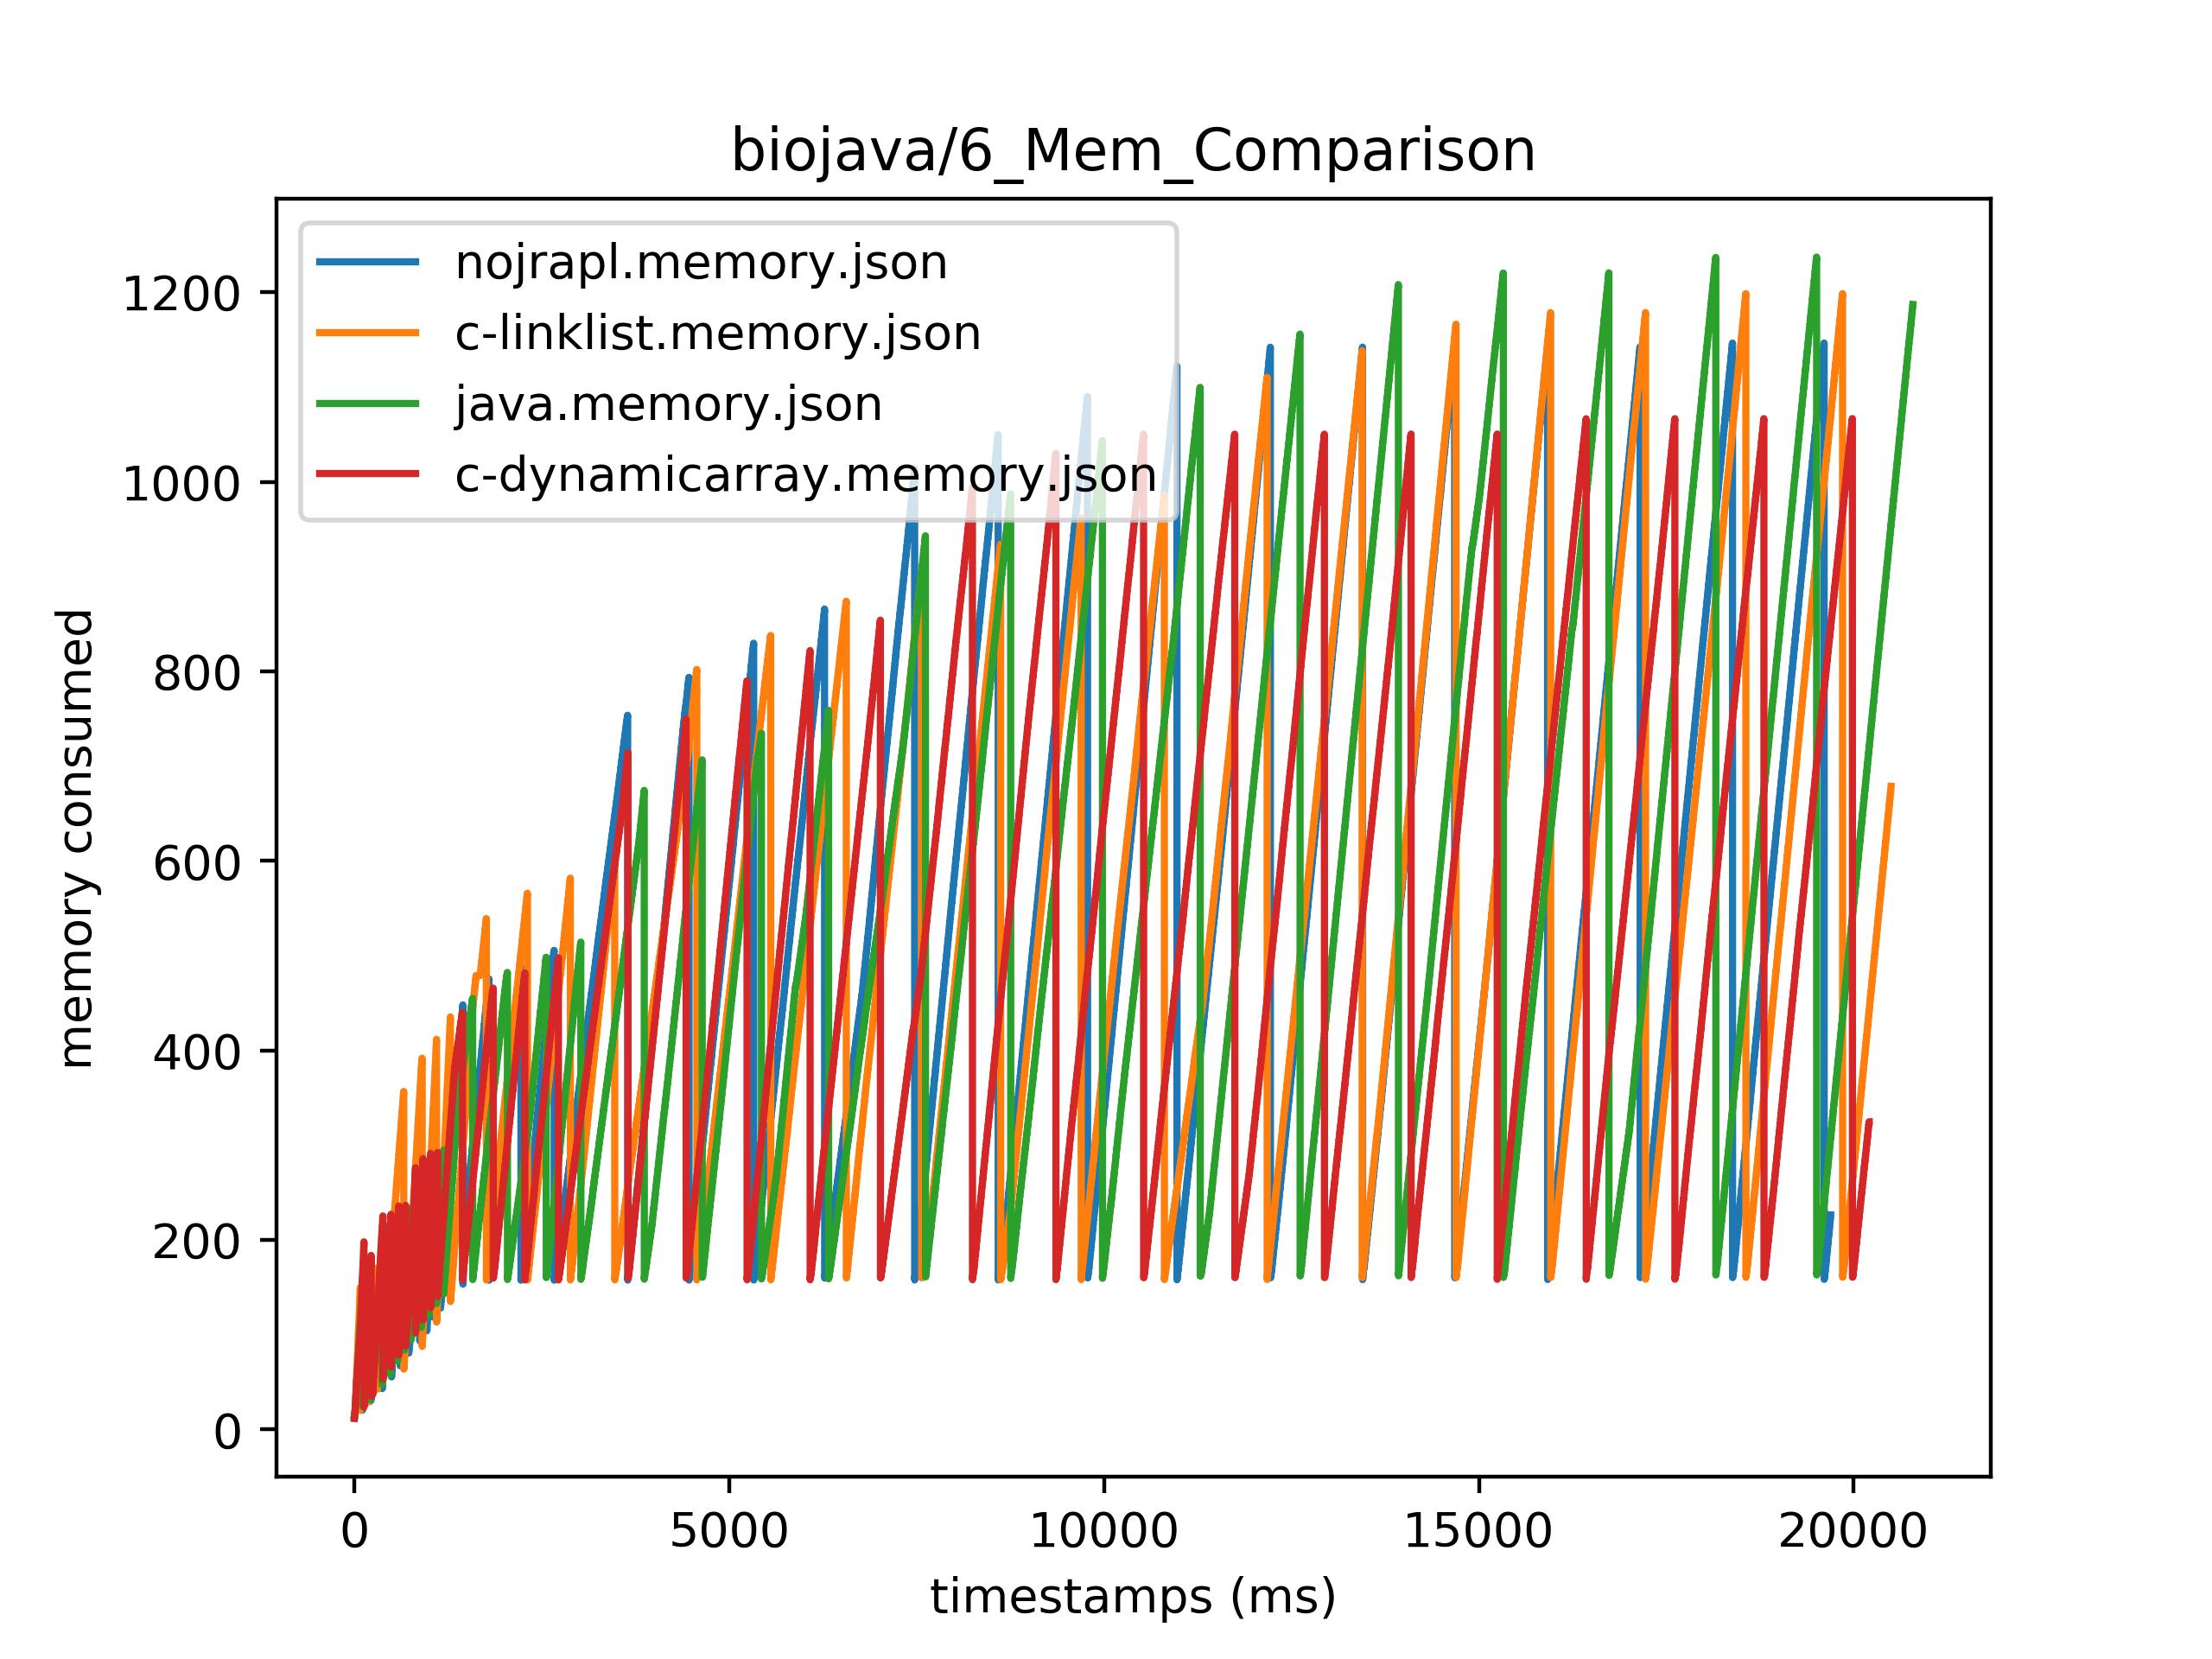 biojava/6_Mem_Comparison
nojrapl.memory.json
c-linklist.memory.json
java.memory.json
c-dynamicarray.memory.json
memory consumed
1200
1000
800
600
400
200
0
0 5000 10000 15000 20000
timestamps (ms)